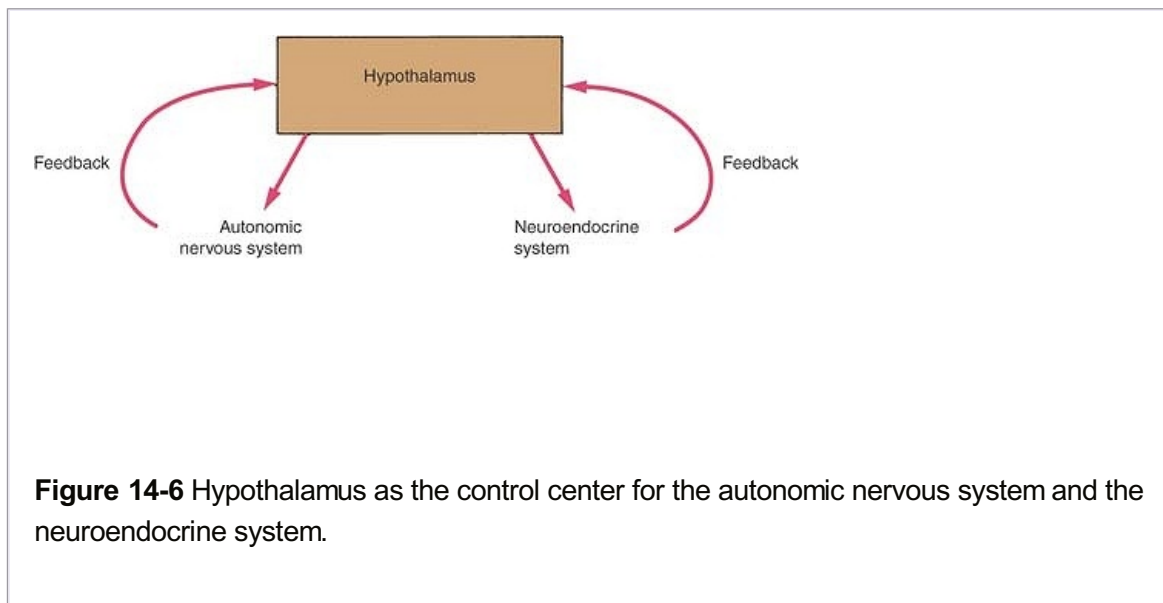 Hypothalamus
Feedback
Feedback
Autonomic
nervous system
Neuroendocrine
system
Figure 14-6 Hypothalamus as the control center for the autonomic nervous system and the
neuroendocrine system.